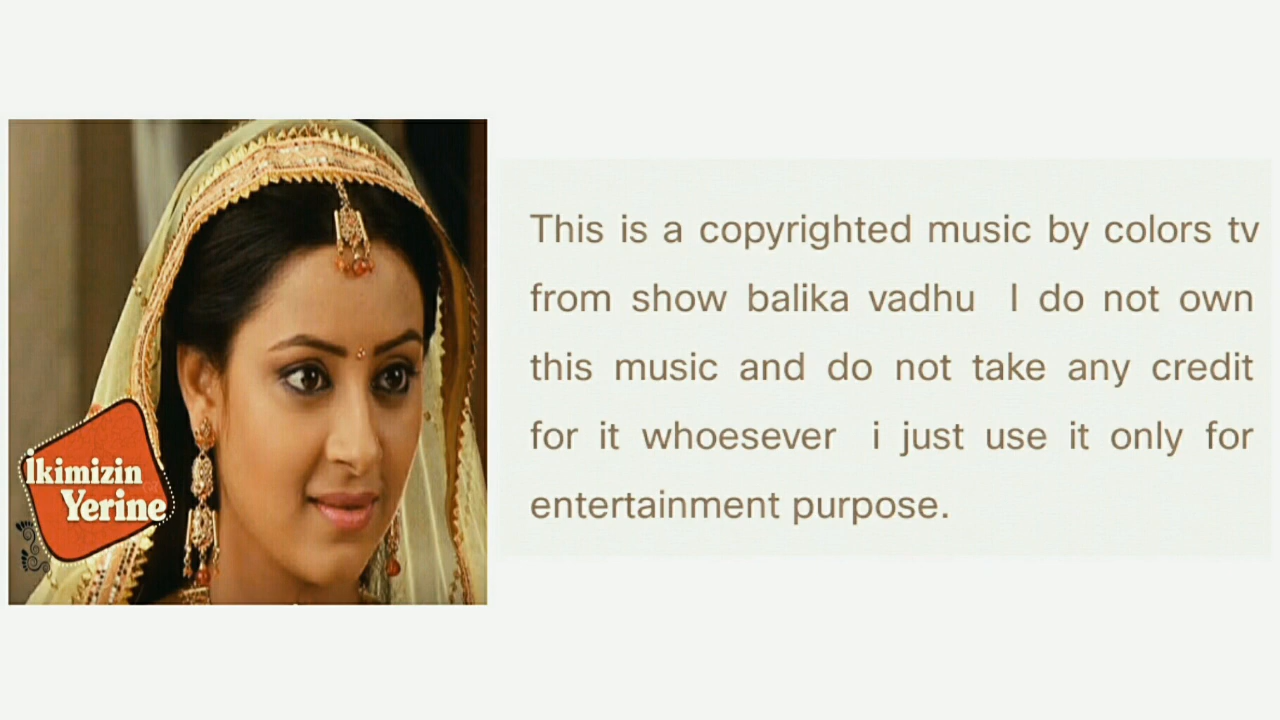 İkimizin
Yerine
This is a copyrighted music by colors tv
from show balika vadhu I do not own
this music and do not take any credit
for it whoesever i just use it only for
entertainment purpose.